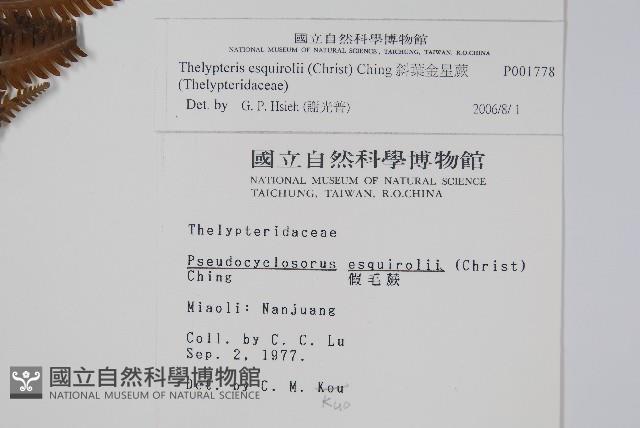 國立自然科學博物館
NATIONAL MUSEUM OF NATURAL SCIENCE, TAICHUNG, TAIWAN, R.O.CHINA
Thelypteris esquirolii (Christ) Ching 斜葉金星蕨 P001778
(Thelypteridaceae)
Det. by G. P. Hsieh (謝光普) 2006/8/1
國立自然科學博物館
NATIONAL MUSEUM OF NATURAL SCIENCE
TAICHUNG, TAIWAN, R.O.CHINA
Thelypteridaceae
Pseudocyclosorus esquirolii (Christ)
Ching 假毛蕨
Miaoli: Nanjuang
Coll. by C. C. Lu
Sep. 2, 1977.
Det. by C. M. Kou
Kuo
國立自然科學博物館
NATIONAL MUSEUM OF NATURAL SCIENCE